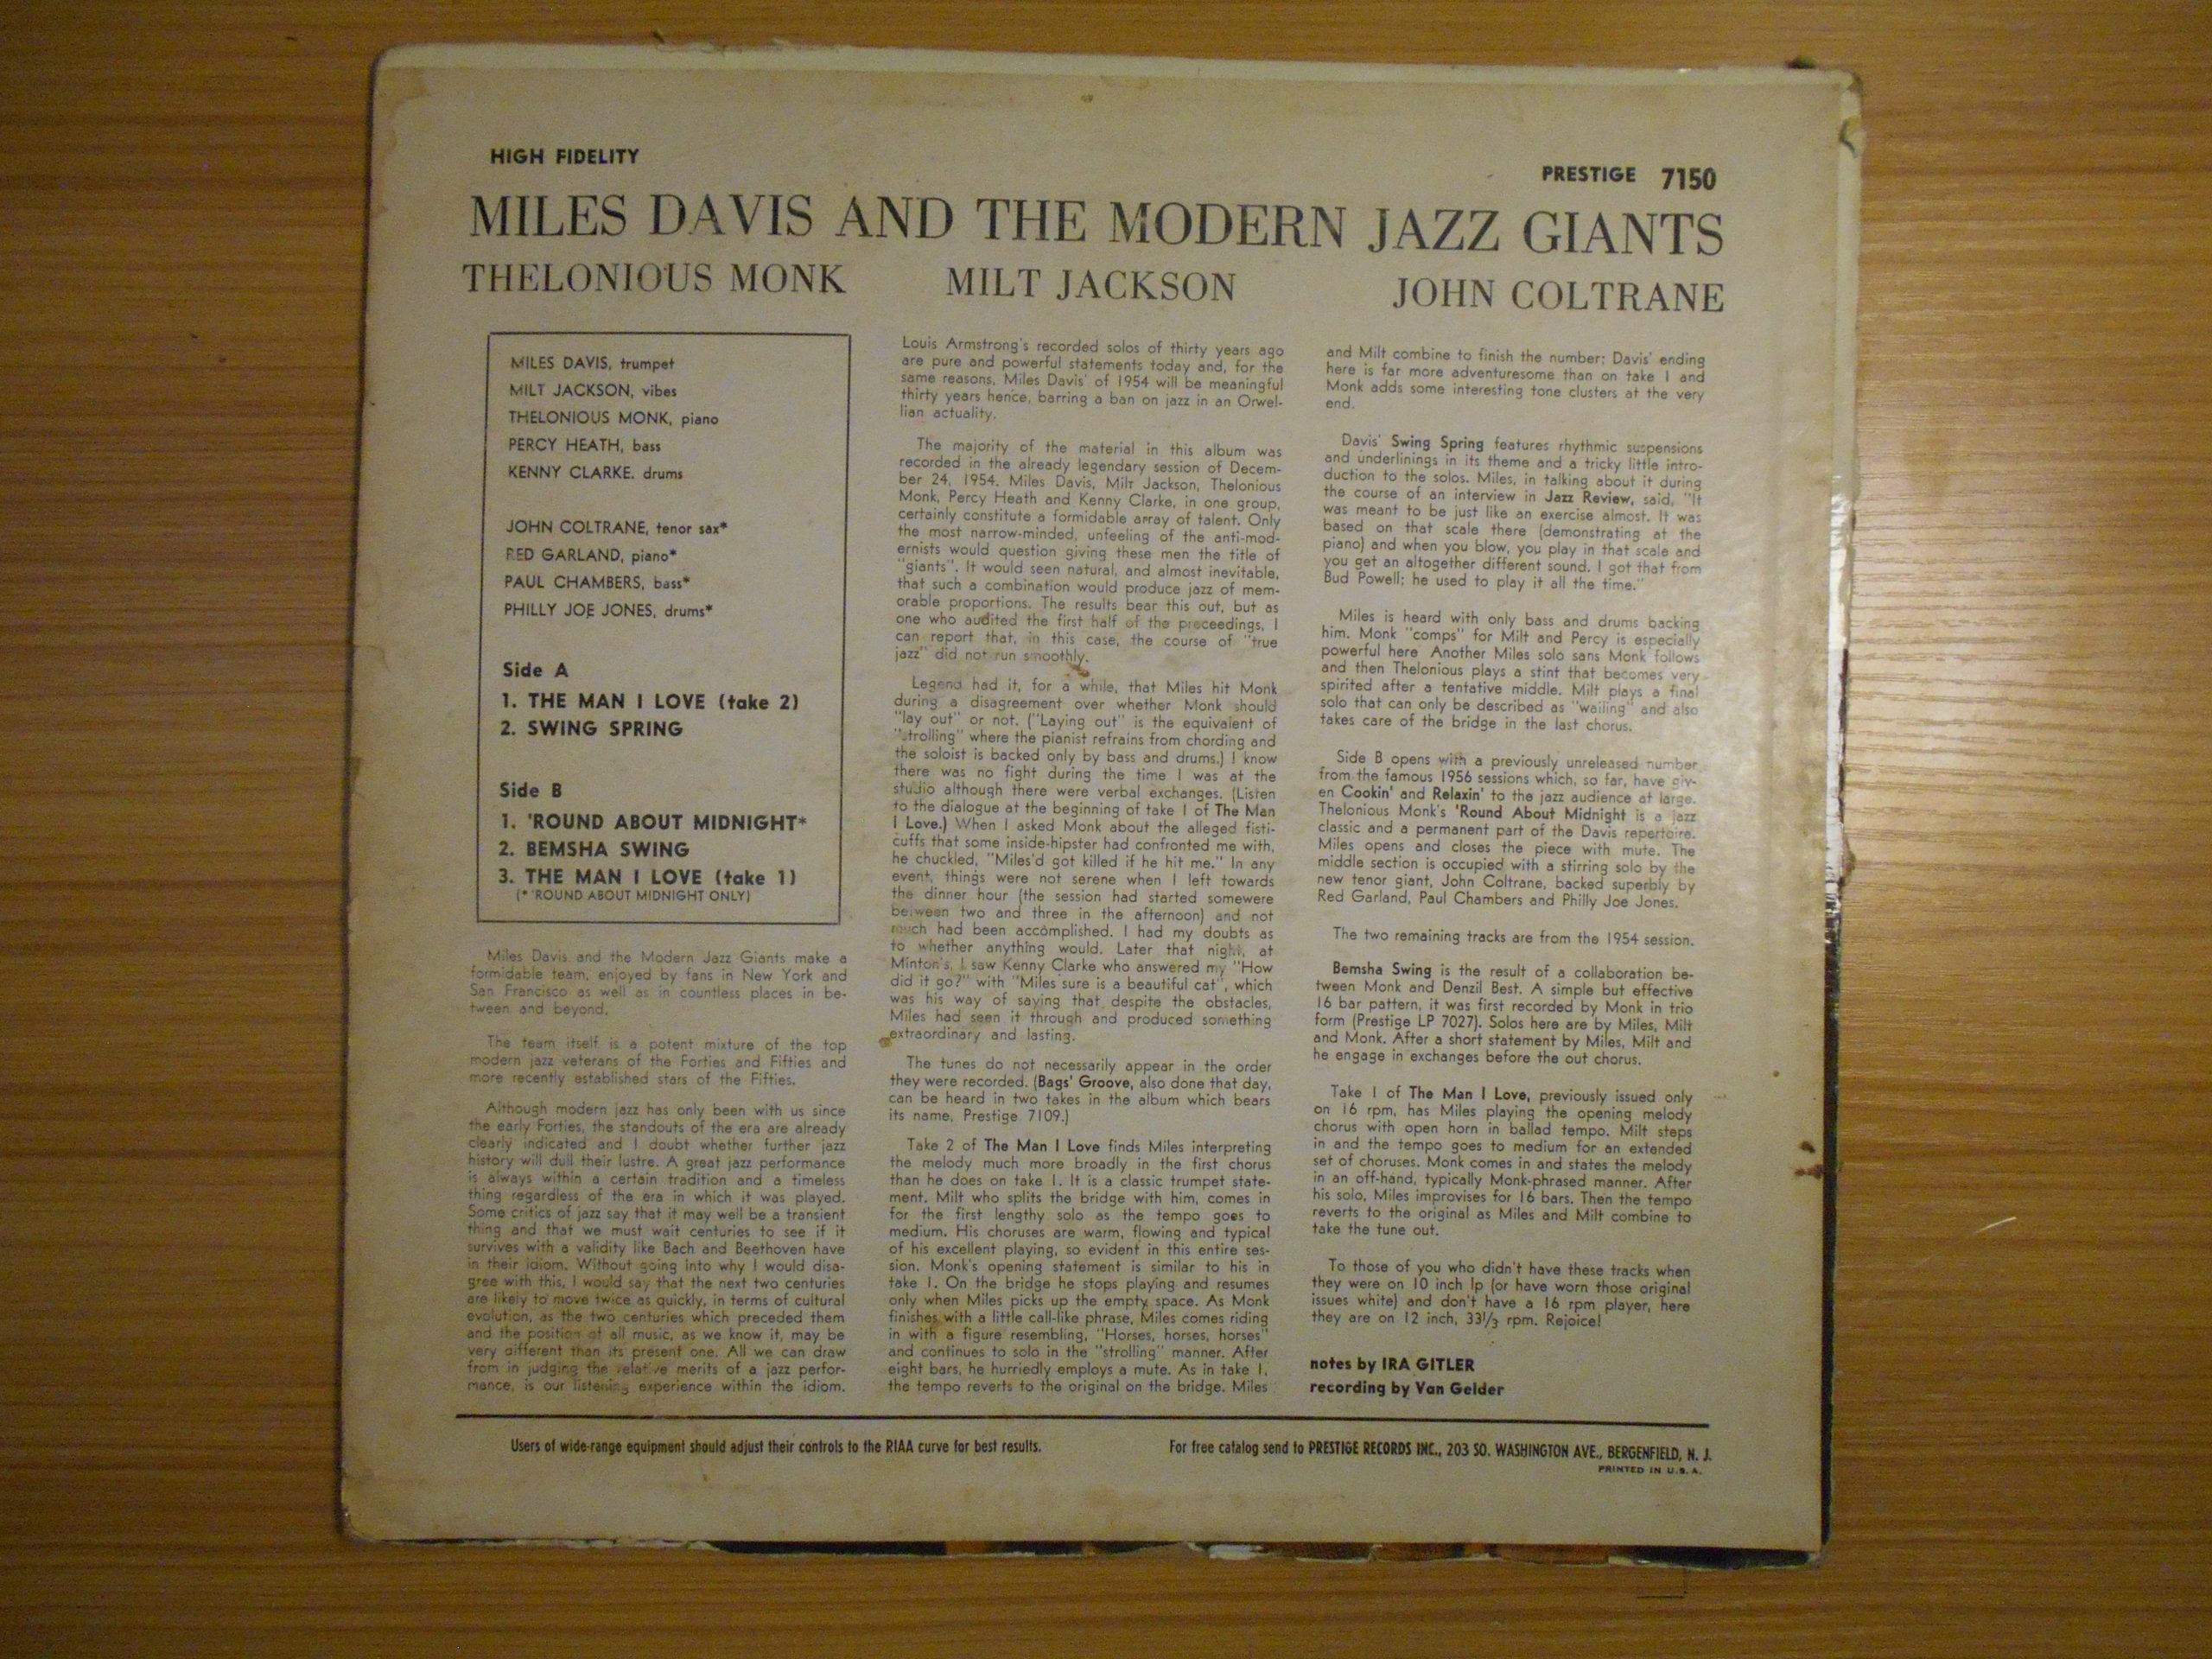 HIGH FIDELITY
PRESTIGE 7150
MILES DAVIS AND THE MODERN JAZZ GIANTS
THELONIOUS MONK MILT JACKSON JOHN COLTRANE
MILES DAVIS, trumpet
MILT JACKSON, vibes
THELONIOUS MONK, piano
PERCY HEATH, bass
KENNY CLARKE. drums
JOHN COLTRANE, tenor sax*
RED GARLAND, piano*
PAUL CHAMBERS, bass*
PHILLY JOE JONES, drums*
Side A
1. THE MAN I LOVE (take 2)
2. SWING SPRING
Side B
1. 'ROUND ABOUT MIDNIGHT*
2. BEMSHA SWING
3. THE MAN I LOVE (take 1)
(* 'ROUND ABOUT MIDNIGHT ONLY)
Miles Davis and the Modern Jazz Giants make a
formidable team, enjoyed by fans in New York and
San Francisco as well as in countless places in be-
tween and beyond.
The team itself is a potent mixture of the top
modern jazz veterans of the Forties and Fifties and
more recently established stars of the Fifties.
Although modern jazz has only been with us since
the early Forties, the standouts of the era are already
clearly indicated and I doubt whether further jazz
history will dull their lustre. A great jazz performance
is always within a certain tradition and a timeless
thing regardless of the era in which it was played.
Some critics of jazz say that it may well be a transient
thing and that we must wait centuries to see if it
survives with a validity like Bach and Beethoven have
in their idiom. Without going into why I would disa-
gree with this, I would say that the next two centuries
are likely to move twice as quickly, in terms of cultural
evolution, as the two centuries which preceded them
and the position of all music, as we know it, may be
very different than its present one. All we can draw
from in judging the relative merits of a jazz perfor-
mance, is our listening experience within the idiom.
Louis Armstrong's recorded solos of thirty years ago
are pure and powerful statements today and, for the
same reasons, Miles Davis' of 1954 will be meaningful
thirty years hence, barring a ban on jazz in an Orwel-
lian actuality.
The majority of the material in this album was
recorded in the already legendary session of Decem-
ber 24, 1954. Miles Davis, Milt Jackson, Thelonious
Monk, Percy Heath and Kenny Clarke, in one group,
certainly constitute a formidable array of talent. Only
the most narrow-minded, unfeeling of the anti-mod-
ernists would question giving these men the title of
"giants". It would seen natural, and almost inevitable,
that such a combination would produce jazz of mem-
orable proportions. The results bear this out, but as
one who audited the first half of the proceedings, I
can report that, in this case, the course of "true
jazz" did not run smoothly.
Legend had it, for a while, that Miles hit Monk
during a disagreement over whether Monk should
"lay out" or not. ("Laying out" is the equivalent of
"strolling" where the pianist refrains from chording and
the soloist is backed only by bass and drums.) I know
there was no fight during the time I was at the
studio although there were verbal exchanges. (Listen
to the dialogue at the beginning of take 1 of The Man
I Love.) When I asked Monk about the alleged fisti-
cuffs that some inside-hipster had confronted me with,
he chuckled, "Miles'd got killed if he hit me." In any
event, things were not serene when I left towards
the dinner hour (the session had started somewere
between two and three in the afternoon) and not
much had been accomplished. I had my doubts as
to whether anything would. Later that night, at
Minton's, I saw Kenny Clarke who answered my "How
did it go?" with "Miles sure is a beautiful cat", which
was his way of saying that despite the obstacles,
Miles had seen it through and produced something
extraordinary and lasting.
The tunes do not necessarily appear in the order
they were recorded. (Bags' Groove, also done that day,
can be heard in two takes in the album which bears
its name, Prestige 7109.)
Take 2 of The Man I Love finds Miles interpreting
the melody much more broadly in the first chorus
than he does on take 1. It is a classic trumpet state-
ment. Milt who splits the bridge with him, comes in
for the first lengthy solo as the tempo goes to
medium. His choruses are warm, flowing and typical
of his excellent playing, so evident in this entire ses-
sion. Monk's opening statement is similar to his in
take 1. On the bridge he stops playing and resumes
only when Miles picks up the empty space. As Monk
finishes with a little call-like phrase, Miles comes riding
in with a figure resembling, "Horses, horses, horses"
and continues to solo in the "strolling" manner. After
eight bars, he hurriedly employs a mute. As in take 1,
the tempo reverts to the original on the bridge. Miles
and Milt combine to finish the number; Davis' ending
here is far more adventuresome than on take 1 and
Monk adds some interesting tone clusters at the very
end.
Davis' Swing Spring features rhythmic suspensions
and underlinings in its theme and a tricky little intro-
duction to the solos. Miles, in talking about it during
the course of an interview in Jazz Review, said, "It
was meant to be just like an exercise almost. It was
based on that scale there (demonstrating at the
piano) and when you blow, you play in that scale and
you get an altogether different sound. I got that from
Bud Powell; he used to play it all the time."
Miles is heard with only bass and drums backing
him. Monk "comps" for Milt and Percy is especially
powerful here Another Miles solo sans Monk follows
and then Thelonious plays a stint that becomes very
spirited after a tentative middle. Milt plays a final
solo that can only be described as "wailing" and also
takes care of the bridge in the last chorus.
Side B opens with a previously unreleased number
from the famous 1956 sessions which, so far, have giv-
en Cookin' and Relaxin' to the jazz audience at large.
Thelonious Monk's 'Round About Midnight is a jazz
classic and a permanent part of the Davis repertoire.
Miles opens and closes the piece with mute. The
middle section is occupied with a stirring solo by the
new tenor giant, John Coltrane, backed superbly by
Red Garland, Paul Chambers and Philly Joe Jones.
The two remaining tracks are from the 1954 session.
Bemsha Swing is the result of a collaboration be-
tween Monk and Denzil Best. A simple but effective
16 bar pattern, it was first recorded by Monk in trio
form (Prestige LP 7027). Solos here are by Miles, Milt
and Monk. After a short statement by Miles, Milt and
he engage in exchanges before the out chorus.
Take 1 of The Man I Love, previously issued only
on 16 rpm, has Miles playing the opening melody
chorus with open horn in ballad tempo. Milt steps
in and the tempo goes to medium for an extended
set of choruses. Monk comes in and states the melody
in an off-hand, typically Monk-phrased manner. After
his solo, Miles improvises for 16 bars. Then the tempo
reverts to the original as Miles and Milt combine to
take the tune out.
To those of you who didn't have these tracks when
they were on 10 inch lp (or have worn those original
issues white) and don't have a 16 rpm player, here
they are on 12 inch, 33⅓ rpm. Rejoice!
notes by IRA GITLER
recording by Van Gelder
Users of wide-range equipment should adjust their controls to the RIAA curve for best results.
For free catalog send to PRESTIGE RECORDS INC., 203 SO. WASHINGTON AVE., BERGENFIELD, N. J.
PRINTED IN U.S.A.